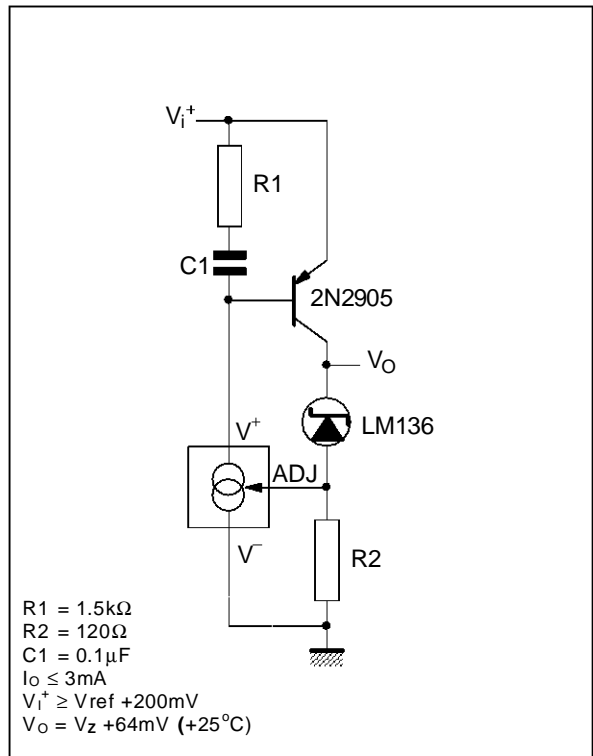 Vi+
R1
C1
2N2905
VO
LM136
V+
ADJ
V−
R2
R1 = 1.5kΩ
R2 = 120Ω
C1 = 0.1μF
IO ≤ 3mA
VI+ ≥ Vref +200mV
VO = Vz +64mV (+25°C)